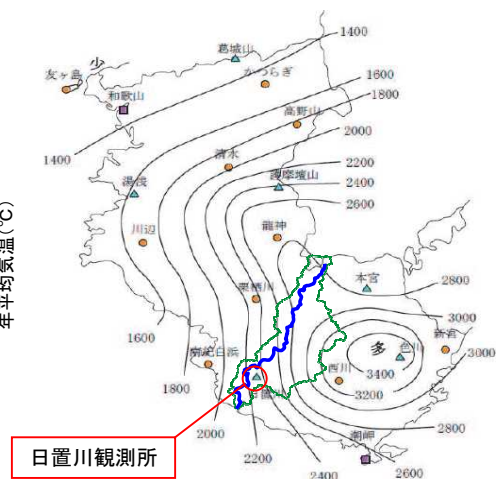 1400
葛城山
少
友ヶ島
かつらぎ
1600
1800
和歌山
高野山
2000
1400
清水
2200
護摩壇山
2400
湯浅
2600
年平均気温(℃)
川辺
龍神
本宮
2800
栗栖川
3000
1600
新宮
多
色川
3000
南紀白浜
西川
3400
1800
3200
2000
2800
日置川観測所
潮岬
2200
2400
2600